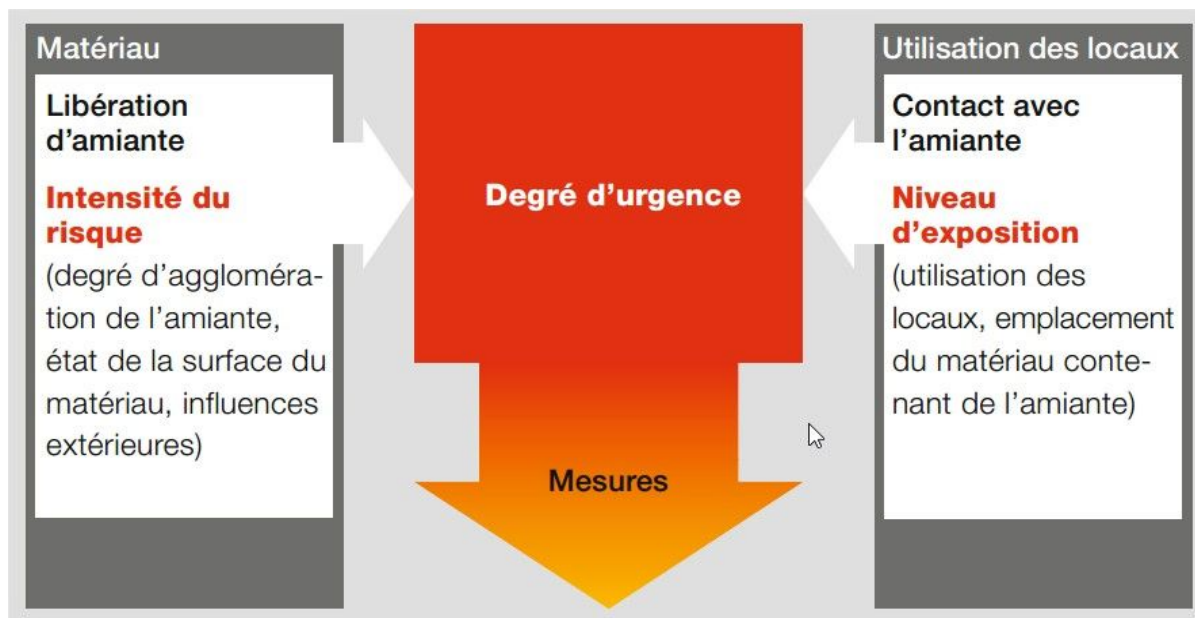 Matériau
Libération
d’amiante
Intensité du
risque
(degré d’aggloméra-
tion de l’amiante,
état de la surface du
matériau, influences
extérieures)
Degré d’urgence
Mesures
Utilisation des locaux
Contact avec
l’amiante
Niveau
d’exposition
(utilisation des
locaux, emplacement
du matériau conte-
nant de l’amiante)